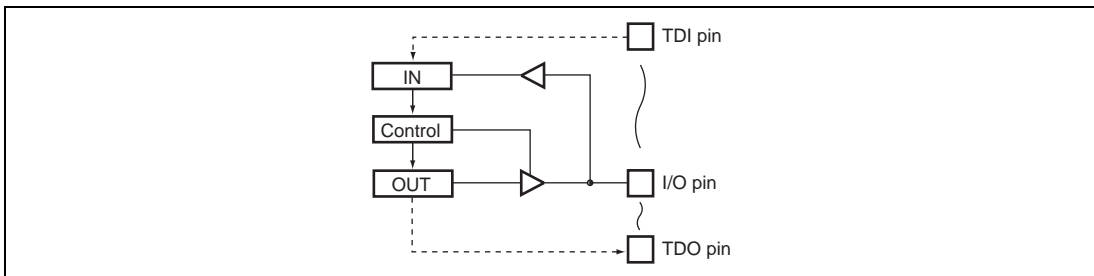 TDI pin
IN
Control
OUT
I/O pin
TDO pin